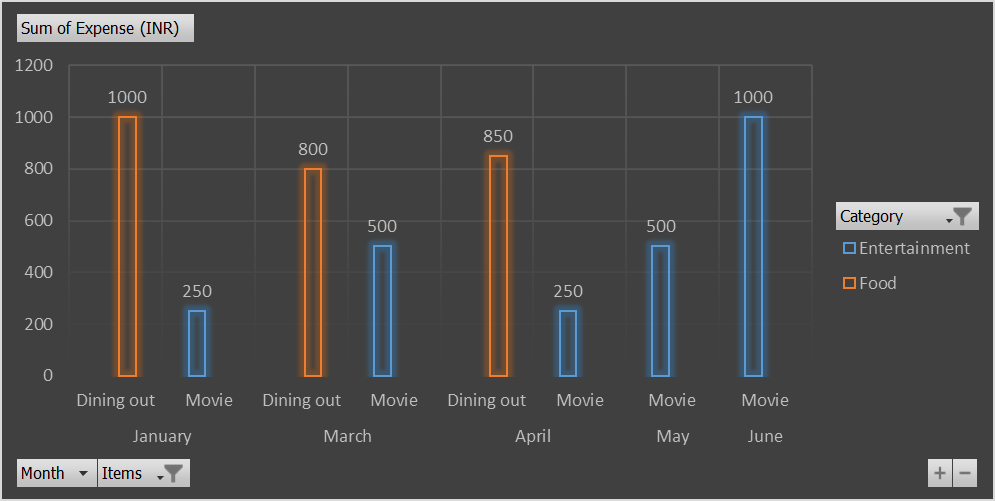 Sum of Expense (INR)
1200
1000
800
600
400
200
0
1000
250
800
500
850
250
500
1000
Dining out Movie Dining out Movie Dining out Movie Movie Movie
January March April May June
Category
Entertainment
Food
Month Items
+ −